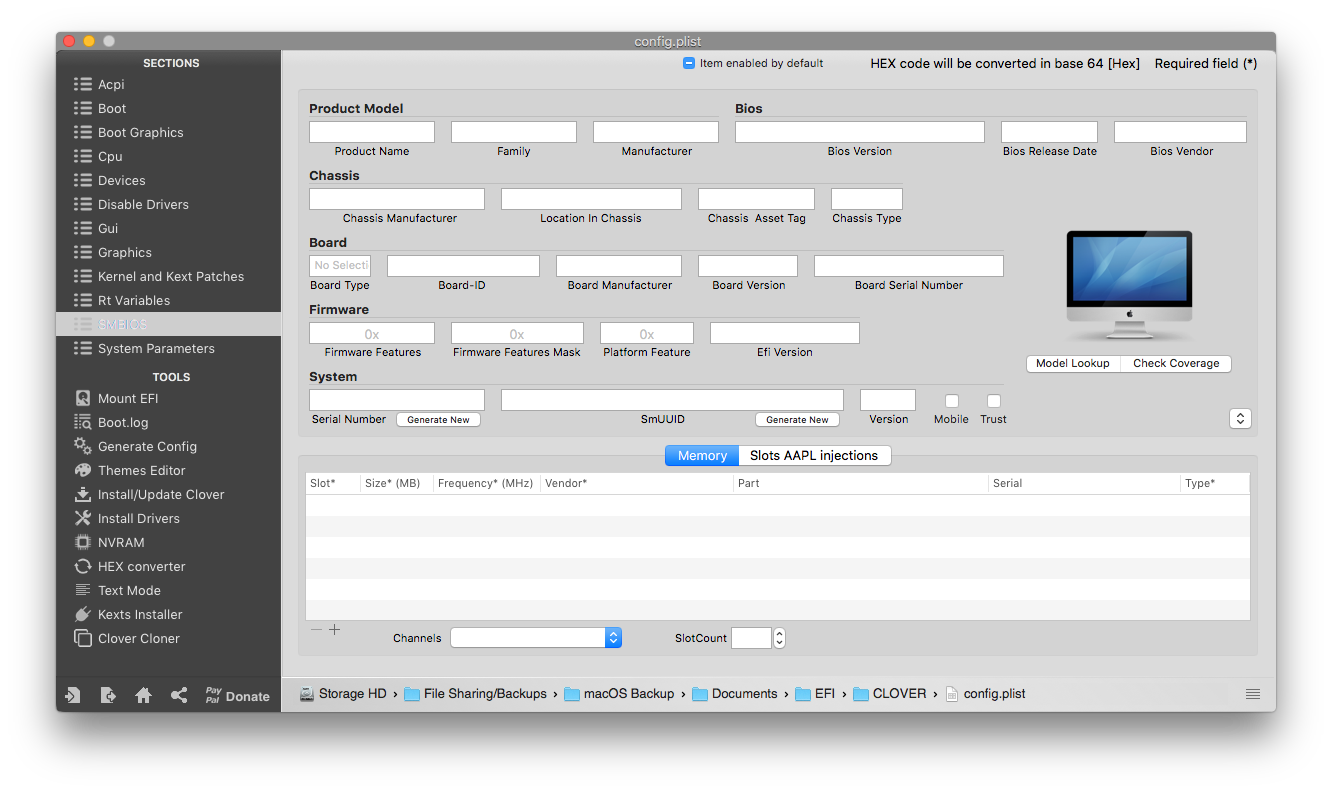 config.plist
SECTIONS
Acpi
Boot
Boot Graphics
Cpu
Devices
Disable Drivers
Gui
Graphics
Kernel and Kext Patches
Rt Variables
SMBIOS
System Parameters
TOOLS
Mount EFI
Boot.log
Generate Config
Themes Editor
Install/Update Clover
Install Drivers
NVRAM
HEX converter
Text Mode
Kexts Installer
Clover Cloner
Pay
Pal Donate
Item enabled by default HEX code will be converted in base 64 [Hex] Required field (*)
Product Model Bios
Product Name Family Manufacturer Bios Version Bios Release Date Bios Vendor
Chassis
Chassis Manufacturer Location In Chassis Chassis Asset Tag Chassis Type
Board
No Selecti
Board Type Board-ID Board Manufacturer Board Version Board Serial Number
Firmware
0x 0x 0x
Firmware Features Firmware Features Mask Platform Feature Efi Version
Model Lookup Check Coverage
System
Serial Number Generate New SmUUID Generate New Version Mobile Trust
Memory Slots AAPL injections
Slot* Size* (MB) Frequency* (MHz) Vendor* Part Serial Type*
Channels SlotCount
Storage HD › File Sharing/Backups › macOS Backup › Documents › EFI › CLOVER › config.plist